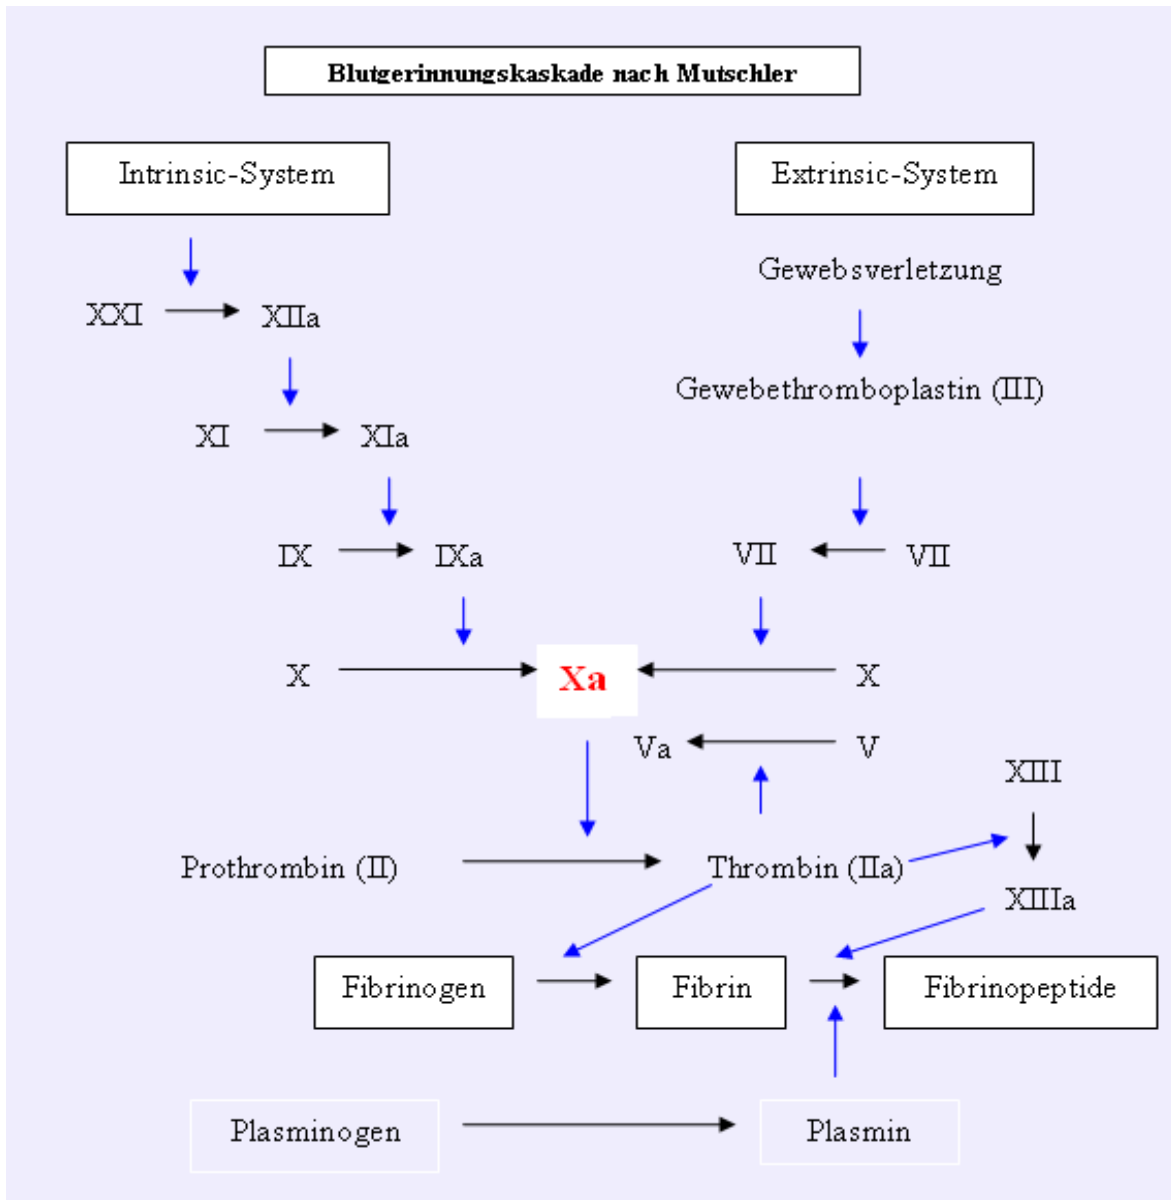 Blutgerinnungskaskade nach Mutschler
Intrinsic-System
Extrinsic-System
Gewebsverletzung
XXI XIIa
Gewebethromboplastin (III)
XI XIa
IX IXa VII VII
X Xa X
Va V
XIII
Prothrombin (II) Thrombin (IIa)
XIIIa
Fibrinogen Fibrin Fibrinopeptide
Plasminogen Plasmin